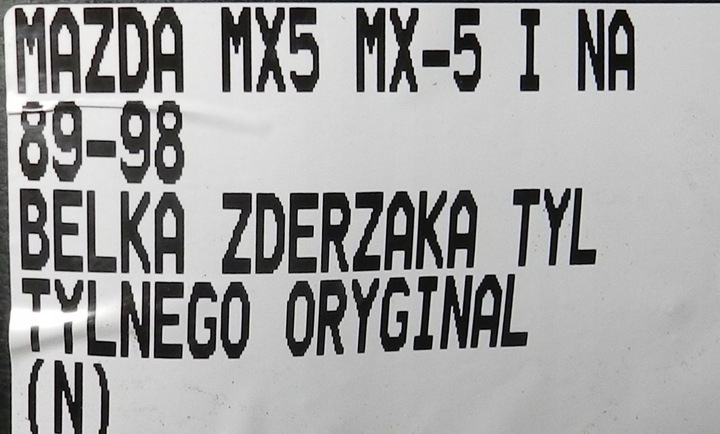 MAZDA MX5 MX-5 I NA
89-98
BELKA ZDERZAKA TYL
TYLNEGO ORYGINAL
(N)